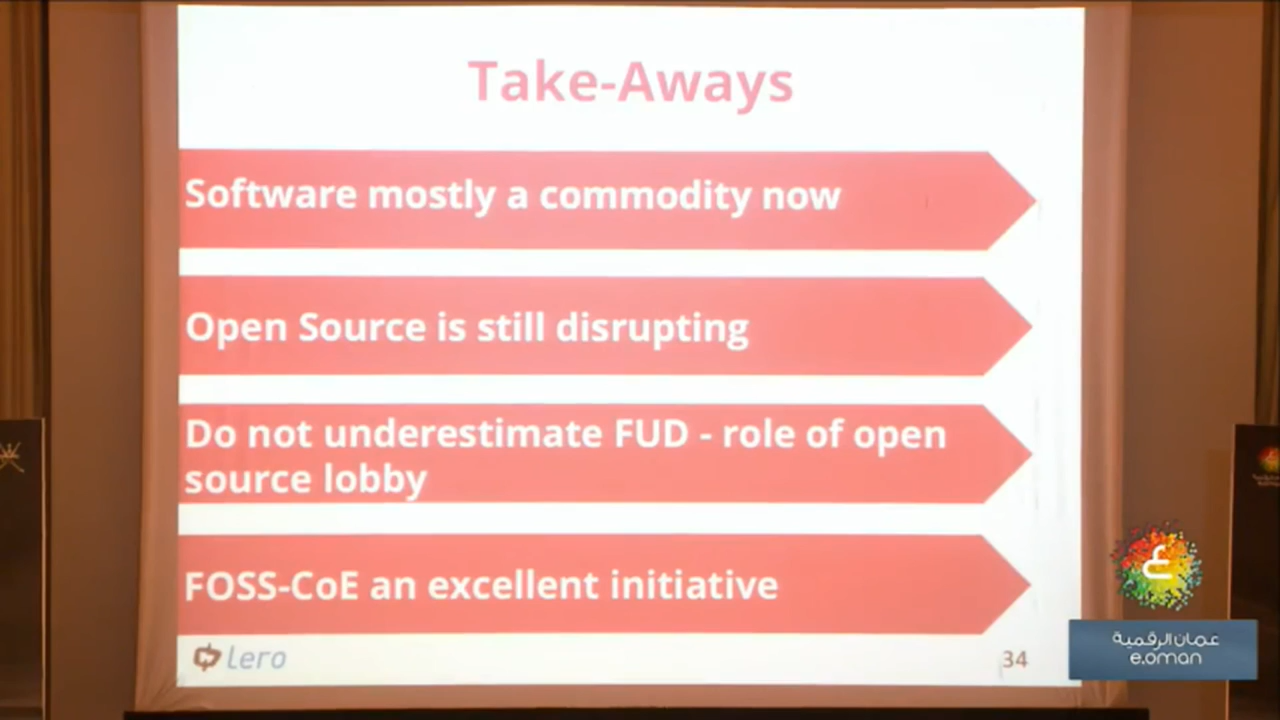 Take-Aways
Software mostly a commodity now
Open Source is still disrupting
Do not underestimate FUD - role of open
source lobby
FOSS-CoE an excellent initiative
Lero
34
ع
عمان الرقمية
e.oman